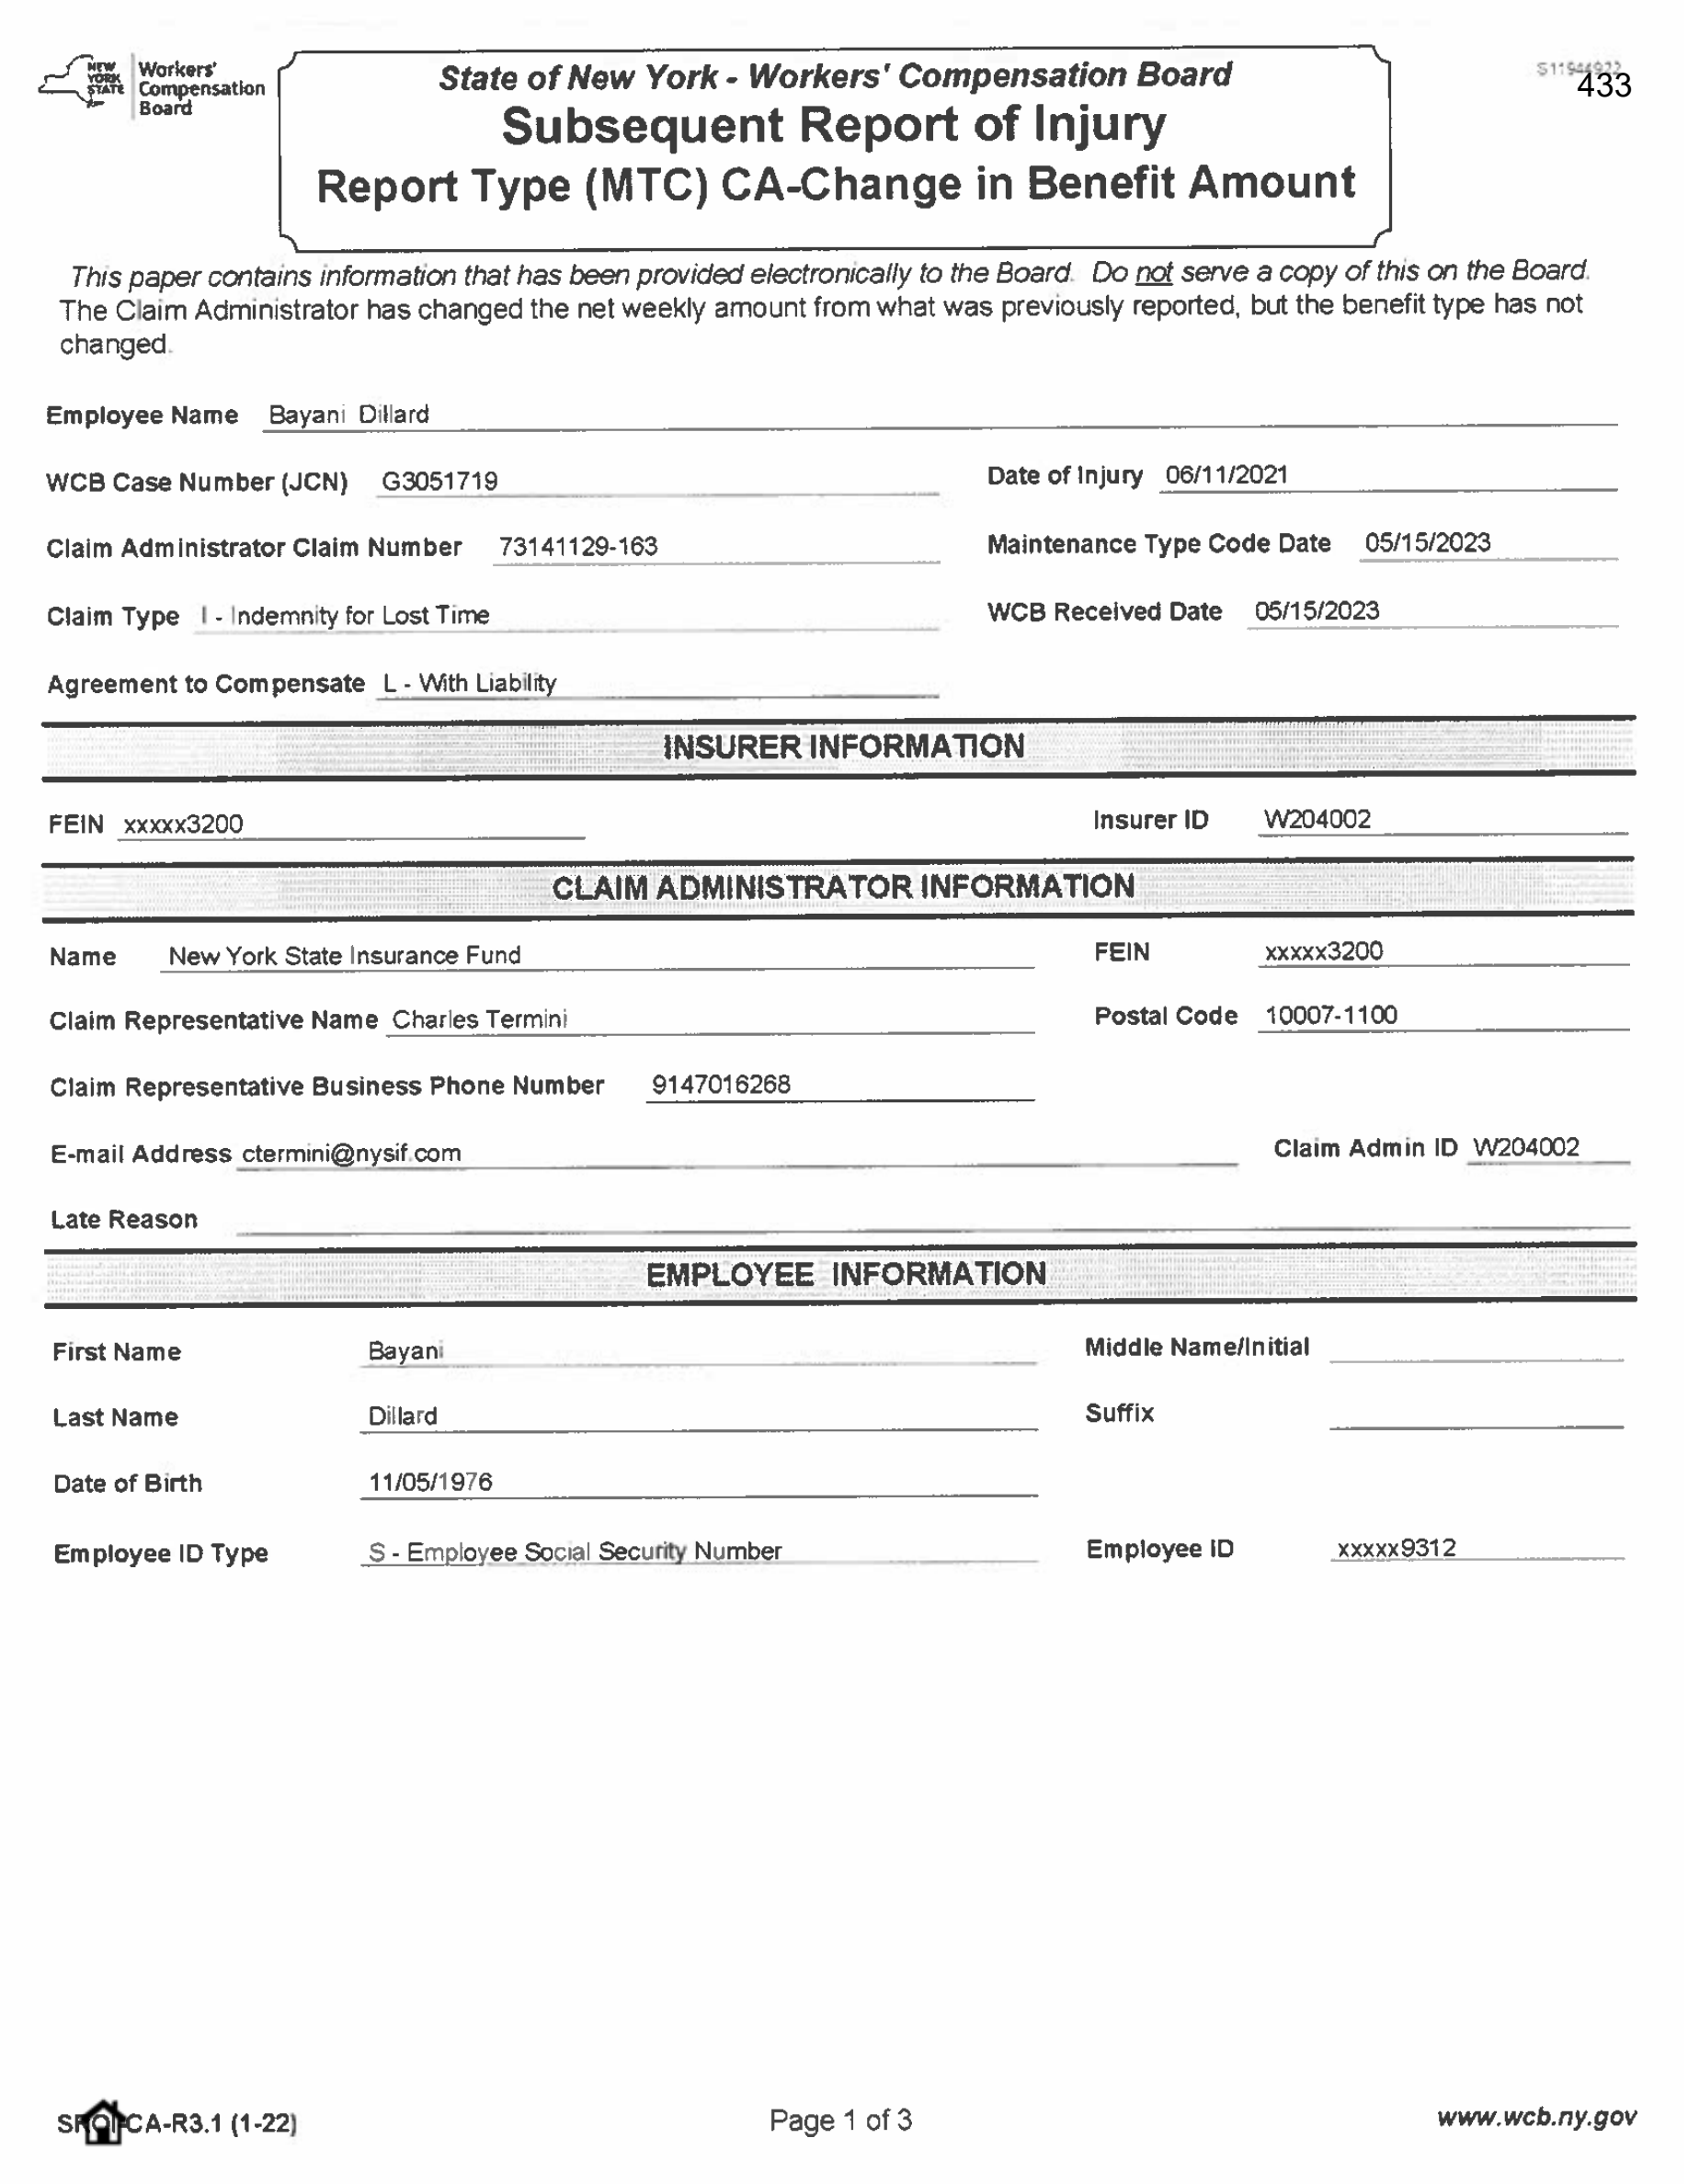 NEW YORK STATE
Workers' Compensation Board
State of New York - Workers' Compensation Board
433
Subsequent Report of Injury
Report Type (MTC) CA-Change in Benefit Amount
This paper contains information that has been provided electronically to the Board. Do not serve a copy of this on the Board.
The Claim Administrator has changed the net weekly amount from what was previously reported, but the benefit type has not
changed.
Employee Name Bayani Dillard
WCB Case Number (JCN) G3051719 Date of Injury 06/11/2021
Claim Administrator Claim Number 73141129-163 Maintenance Type Code Date 05/15/2023
Claim Type I - Indemnity for Lost Time WCB Received Date 05/15/2023
Agreement to Compensate L - With Liability
INSURER INFORMATION
FEIN xxxxx3200 Insurer ID W204002
CLAIM ADMINISTRATOR INFORMATION
Name New York State Insurance Fund FEIN xxxxx3200
Claim Representative Name Charles Termini Postal Code 10007-1100
Claim Representative Business Phone Number 9147016268
E-mail Address ctermini@nysif.com Claim Admin ID W204002
Late Reason
EMPLOYEE INFORMATION
First Name Bayani Middle Name/Initial
Last Name Dillard Suffix
Date of Birth 11/05/1976
Employee ID Type S - Employee Social Security Number Employee ID xxxxx9312
CA-R3.1 (1-22) Page 1 of 3 www.wcb.ny.gov